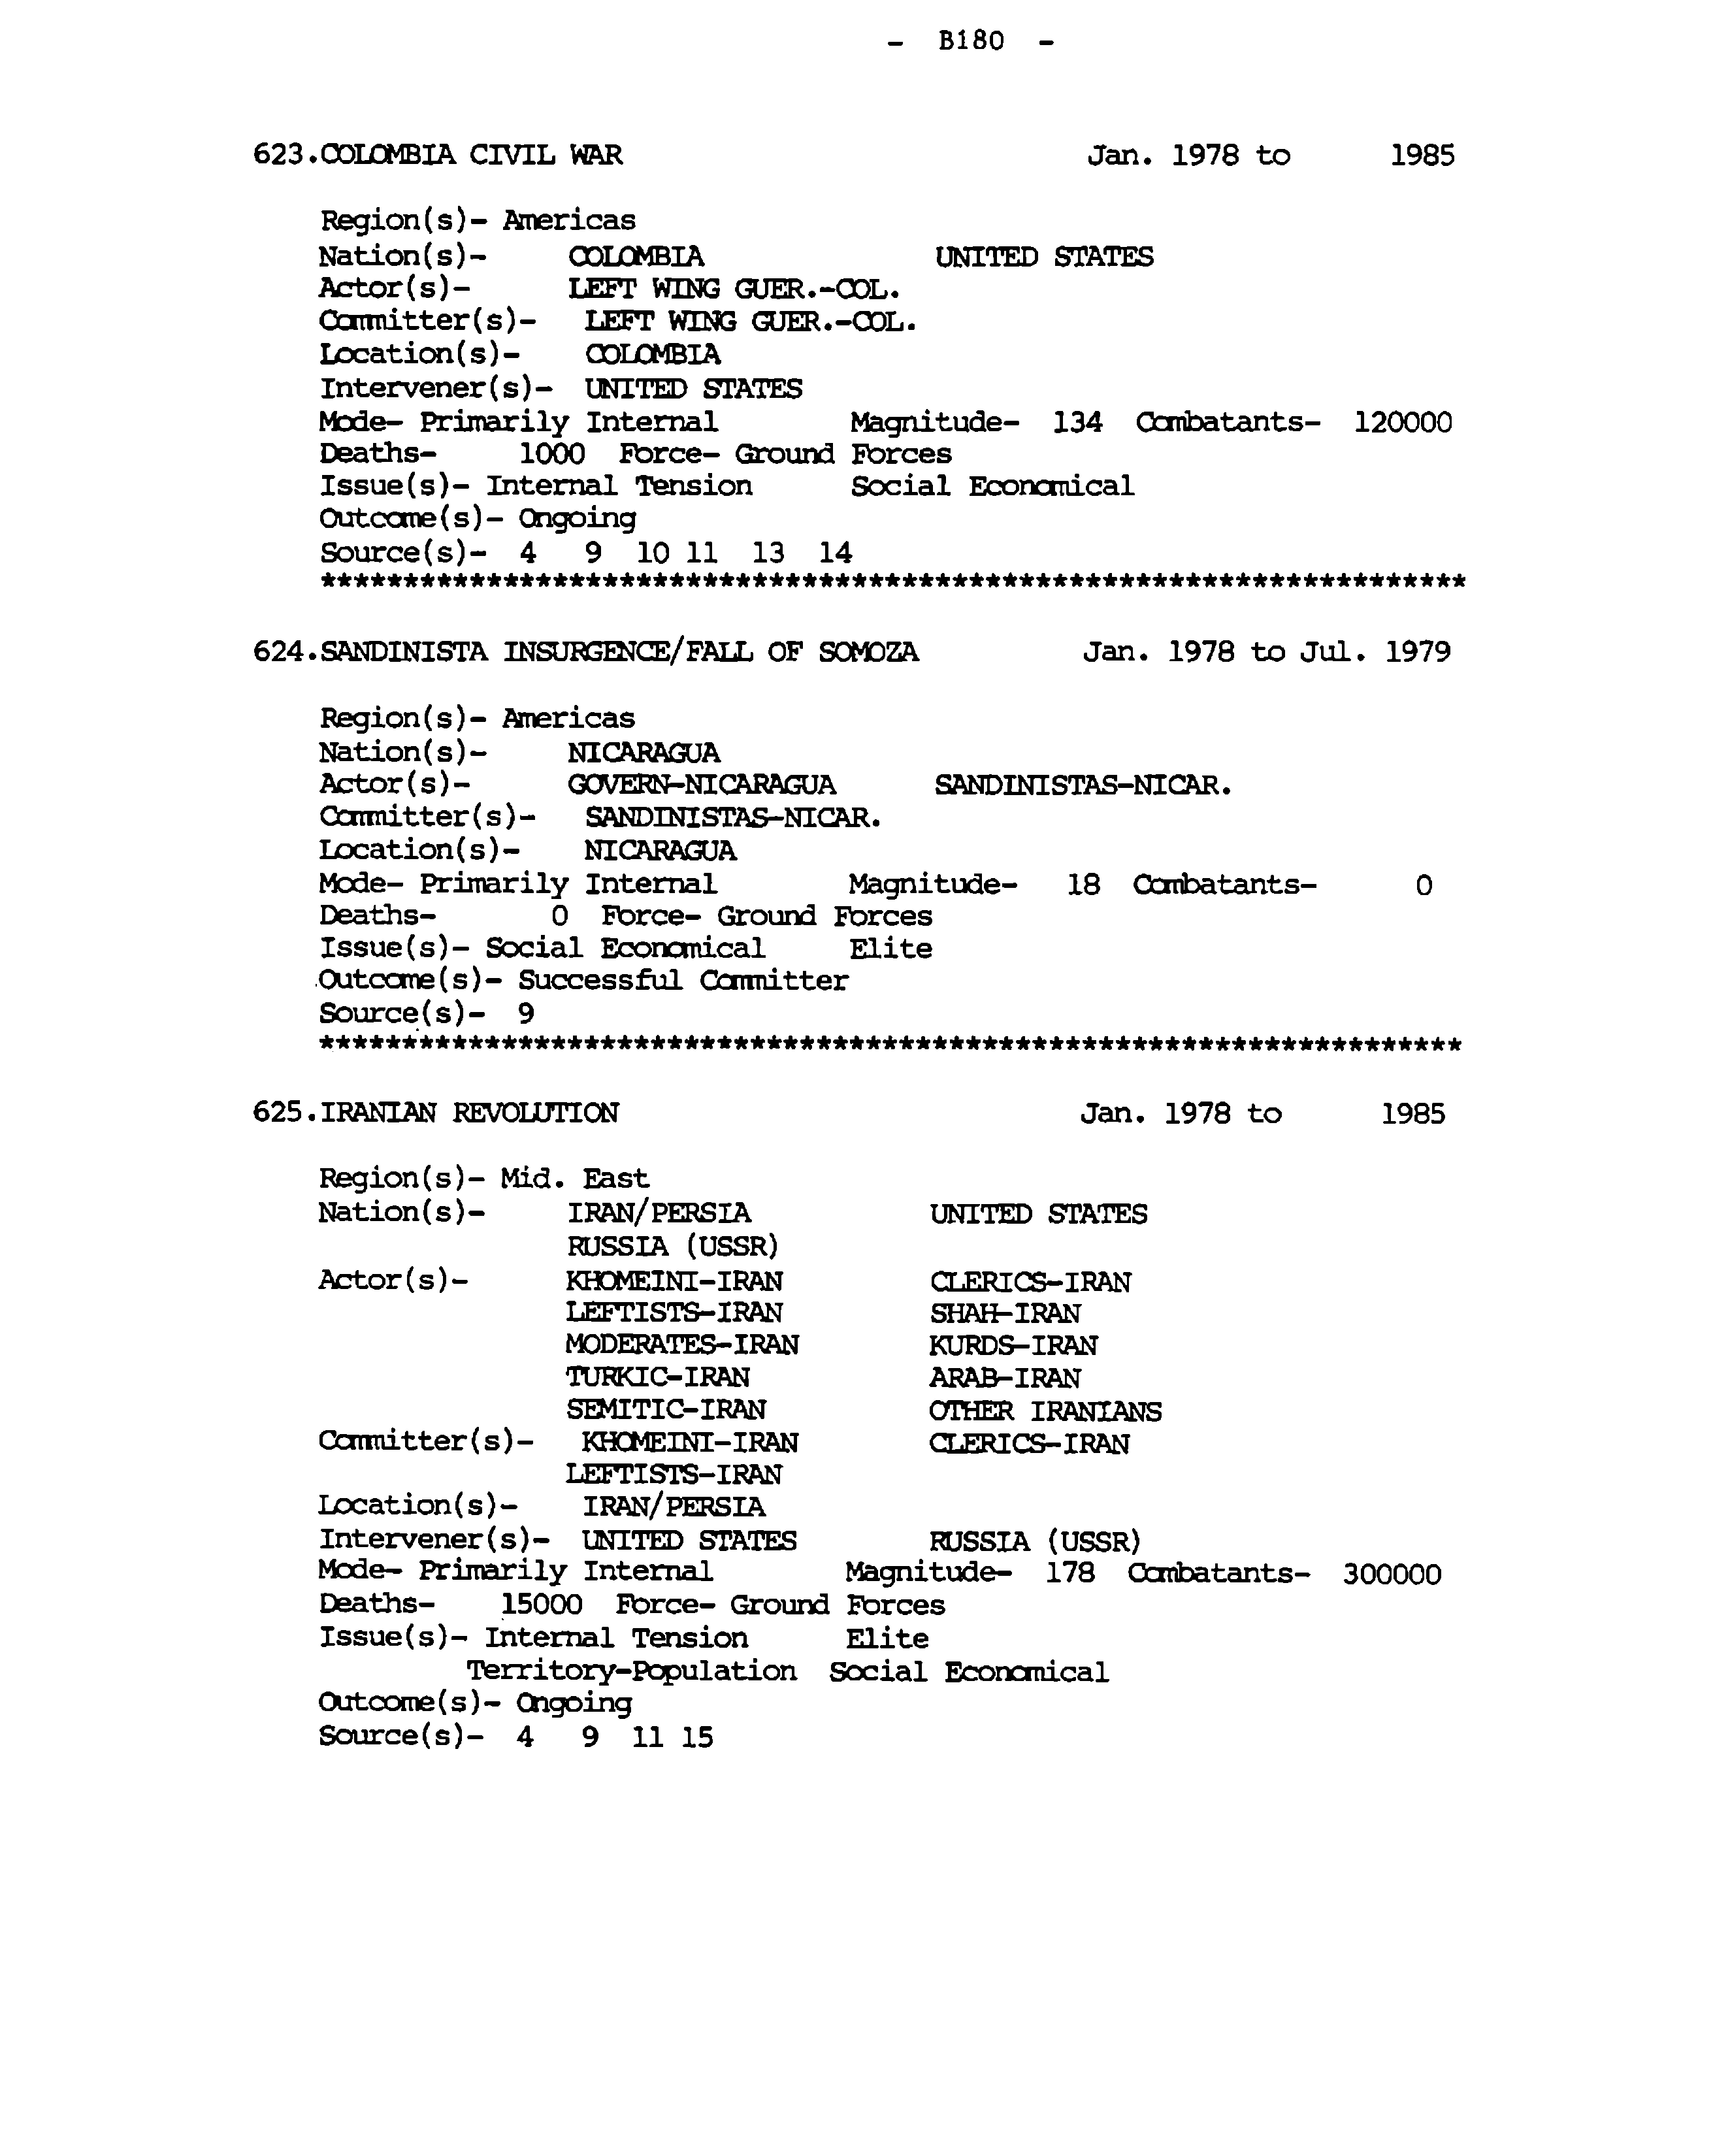 - B180 -
623.COLOMBIA CIVIL WAR Jan. 1978 to 1985
Region(s)- Americas
Nation(s)- COLOMBIA UNITED STATES
Actor(s)- LEFT WING GUER.-COL.
Committer(s)- LEFT WING GUER.-COL.
Location(s)- COLOMBIA
Intervener(s)- UNITED STATES
Mode- Primarily Internal Magnitude- 134 Combatants- 120000
Deaths- 1000 Force- Ground Forces
Issue(s)- Internal Tension Social Economical
Outcome(s)- Ongoing
Source(s)- 4 9 10 11 13 14
*********************************************************************
624.SANDINISTA INSURGENCE/FALL OF SOMOZA Jan. 1978 to Jul. 1979
Region(s)- Americas
Nation(s)- NICARAGUA
Actor(s)- GOVERN-NICARAGUA SANDINISTAS-NICAR.
Committer(s)- SANDINISTAS-NICAR.
Location(s)- NICARAGUA
Mode- Primarily Internal Magnitude- 18 Combatants- 0
Deaths- 0 Force- Ground Forces
Issue(s)- Social Economical Elite
Outcome(s)- Successful Committer
Source(s)- 9
*********************************************************************
625.IRANIAN REVOLUTION Jan. 1978 to 1985
Region(s)- Mid. East
Nation(s)- IRAN/PERSIA UNITED STATES
RUSSIA (USSR)
Actor(s)- KHOMEINI-IRAN CLERICS-IRAN
LEFTISTS-IRAN SHAH-IRAN
MODERATES-IRAN KURDS-IRAN
TURKIC-IRAN ARAB-IRAN
SEMITIC-IRAN OTHER IRANIANS
Committer(s)- KHOMEINI-IRAN CLERICS-IRAN
LEFTISTS-IRAN
Location(s)- IRAN/PERSIA
Intervener(s)- UNITED STATES RUSSIA (USSR)
Mode- Primarily Internal Magnitude- 178 Combatants- 300000
Deaths- 15000 Force- Ground Forces
Issue(s)- Internal Tension Elite
Territory-Population Social Economical
Outcome(s)- Ongoing
Source(s)- 4 9 11 15